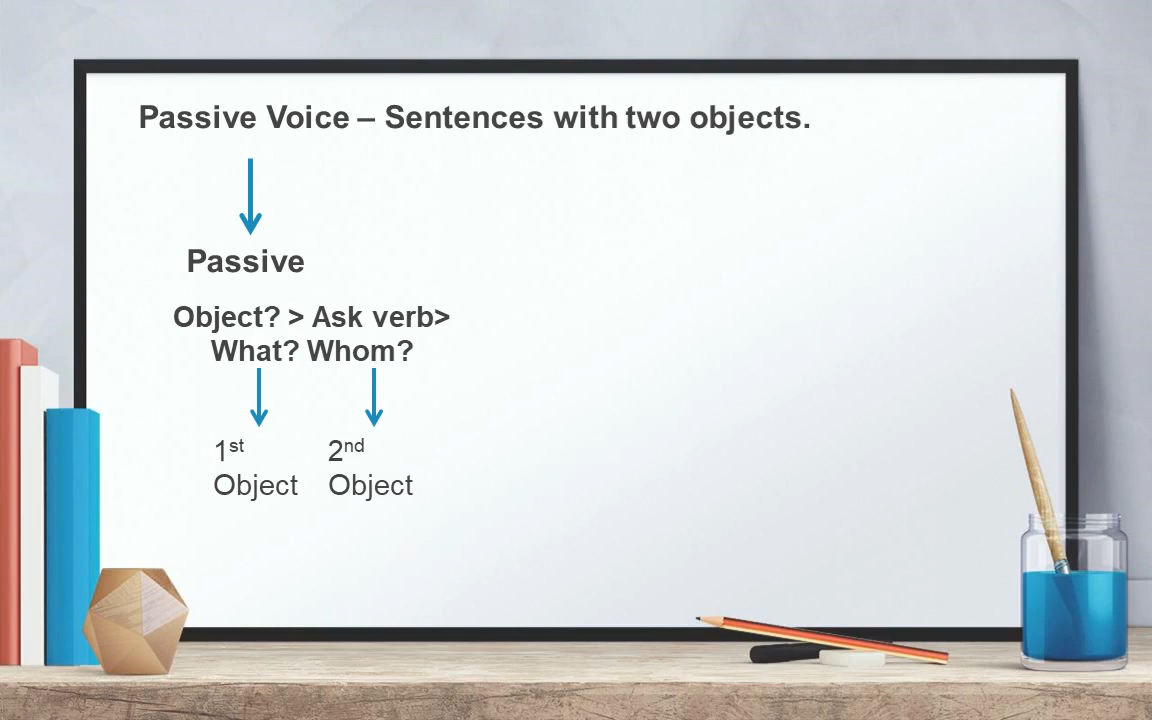 Passive Voice – Sentences with two objects.
Passive
Object? > Ask verb>
What? Whom?
1st 2nd
Object Object